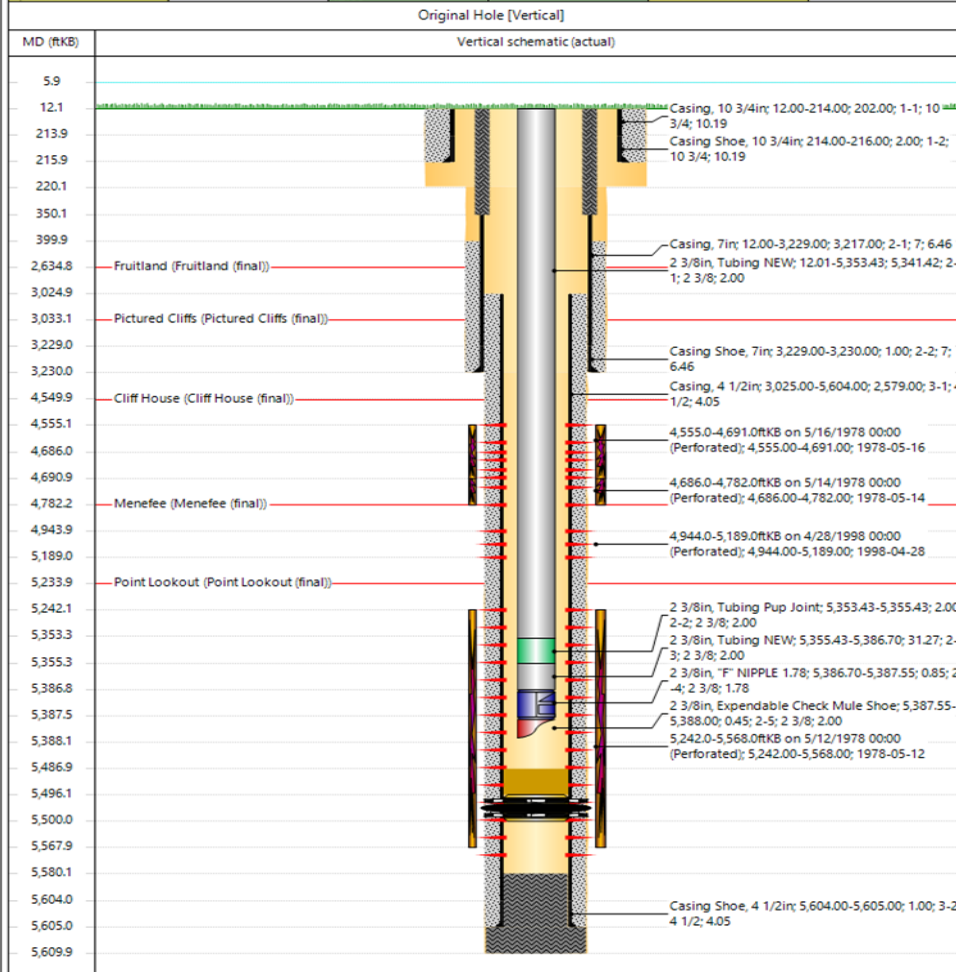 Original Hole [Vertical]
MD (ftKB)
Vertical schematic (actual)
5.9
12.1
213.9
215.9
220.1
350.1
399.9
2,634.8
3,024.9
3,033.1
3,229.0
3,230.0
4,549.9
4,555.1
4,686.0
4,690.9
4,782.2
4,943.9
5,189.0
5,233.9
5,242.1
5,353.3
5,355.3
5,386.8
5,387.5
5,388.1
5,486.9
5,496.1
5,500.0
5,567.9
5,580.1
5,604.0
5,605.0
5,609.9
Fruitland (Fruitland (final))
Pictured Cliffs (Pictured Cliffs (final))
Cliff House (Cliff House (final))
Menefee (Menefee (final))
Point Lookout (Point Lookout (final))
Casing, 10 3/4in; 12.00-214.00; 202.00; 1-1; 10
3/4; 10.19
Casing Shoe, 10 3/4in; 214.00-216.00; 2.00; 1-2;
10 3/4; 10.19
Casing, 7in; 12.00-3,229.00; 3,217.00; 2-1; 7; 6.46
2 3/8in, Tubing NEW; 12.01-5,353.43; 5,341.42; 2-
1; 2 3/8; 2.00
Casing Shoe, 7in; 3,229.00-3,230.00; 1.00; 2-2; 7;
6.46
Casing, 4 1/2in; 3,025.00-5,604.00; 2,579.00; 3-1; 4
1/2; 4.05
4,555.0-4,691.0ftKB on 5/16/1978 00:00
(Perforated); 4,555.00-4,691.00; 1978-05-16
4,686.0-4,782.0ftKB on 5/14/1978 00:00
(Perforated); 4,686.00-4,782.00; 1978-05-14
4,944.0-5,189.0ftKB on 4/28/1998 00:00
(Perforated); 4,944.00-5,189.00; 1998-04-28
2 3/8in, Tubing Pup Joint; 5,353.43-5,355.43; 2.00
2-2; 2 3/8; 2.00
2 3/8in, Tubing NEW; 5,355.43-5,386.70; 31.27; 2-
3; 2 3/8; 2.00
2 3/8in, "F" NIPPLE 1.78; 5,386.70-5,387.55; 0.85; 2
-4; 2 3/8; 1.78
2 3/8in, Expendable Check Mule Shoe; 5,387.55-
5,388.00; 0.45; 2-5; 2 3/8; 2.00
5,242.0-5,568.0ftKB on 5/12/1978 00:00
(Perforated); 5,242.00-5,568.00; 1978-05-12
Casing Shoe, 4 1/2in; 5,604.00-5,605.00; 1.00; 3-2
4 1/2; 4.05